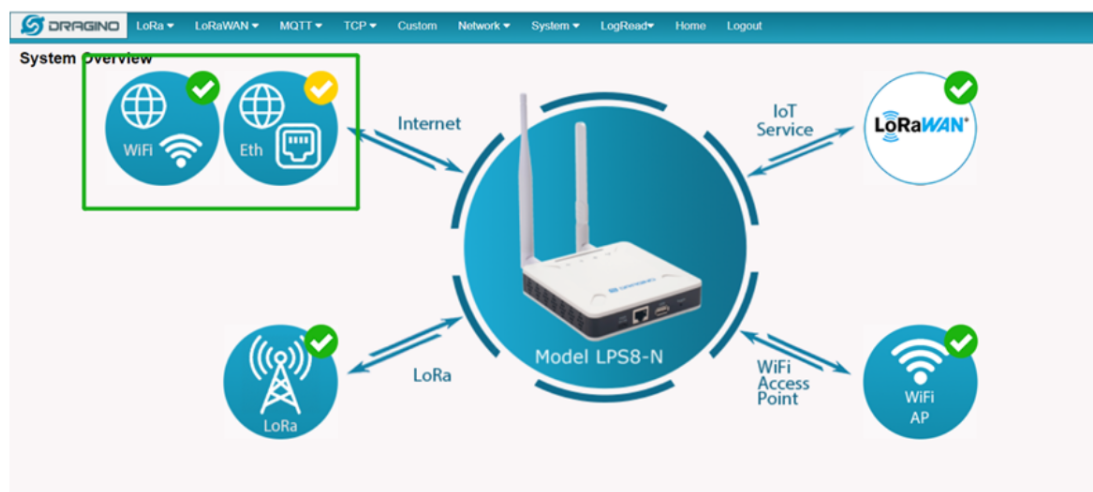 DRAGINO LoRa LoRaWAN MQTT TCP Custom Network System LogRead Home Logout
System Overview
WiFi
Eth
Internet
IoT
Service
LoRaWAN®
Model LPS8-N
LoRa
LoRa
WiFi
Access
Point
WiFi
AP